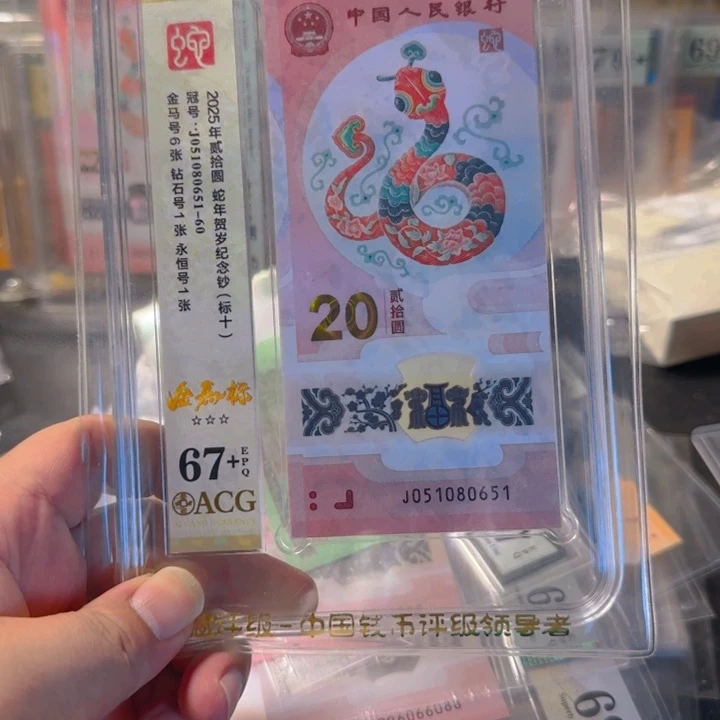 中国人民银行
蛇
2025年贰拾圆 蛇年贺岁纪念钞（标十）
冠号：J051080651-60
金马号6张 钻石号1张 永恒号1张
金马标
67+
EPQ
ACG
20
贰拾圆
J051080651
评级-中国钱币评级领导者
69
6